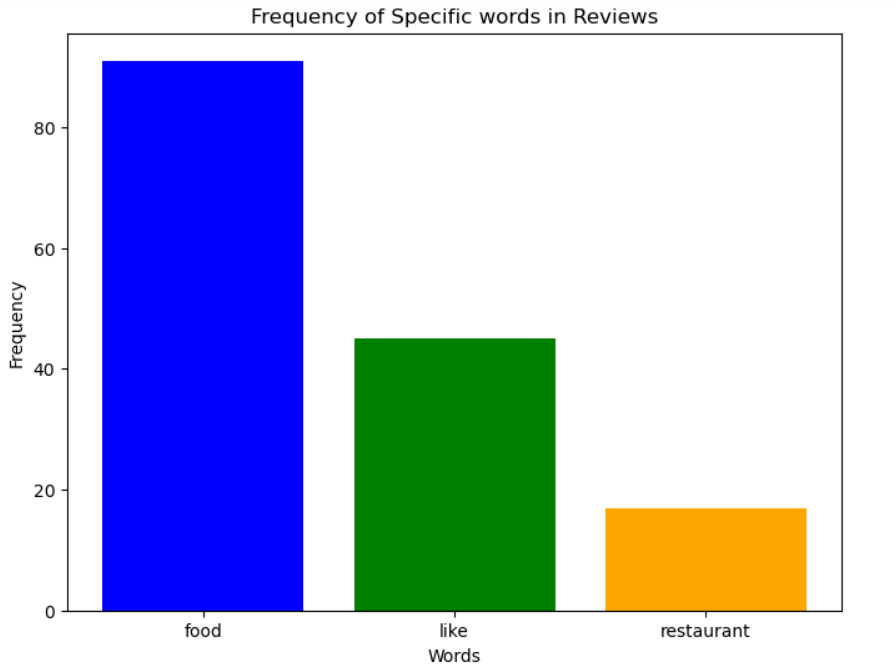 Frequency of Specific words in Reviews
Frequency
80
60
40
20
0
food like restaurant
Words